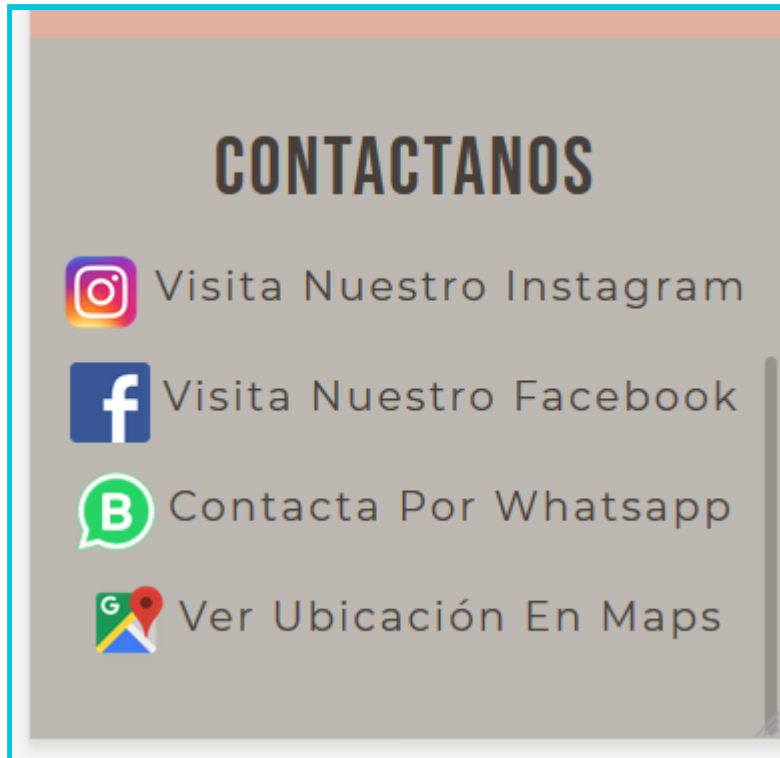 CONTACTANOS
Visita Nuestro Instagram
f Visita Nuestro Facebook
B Contacta Por Whatsapp
G Ver Ubicación En Maps